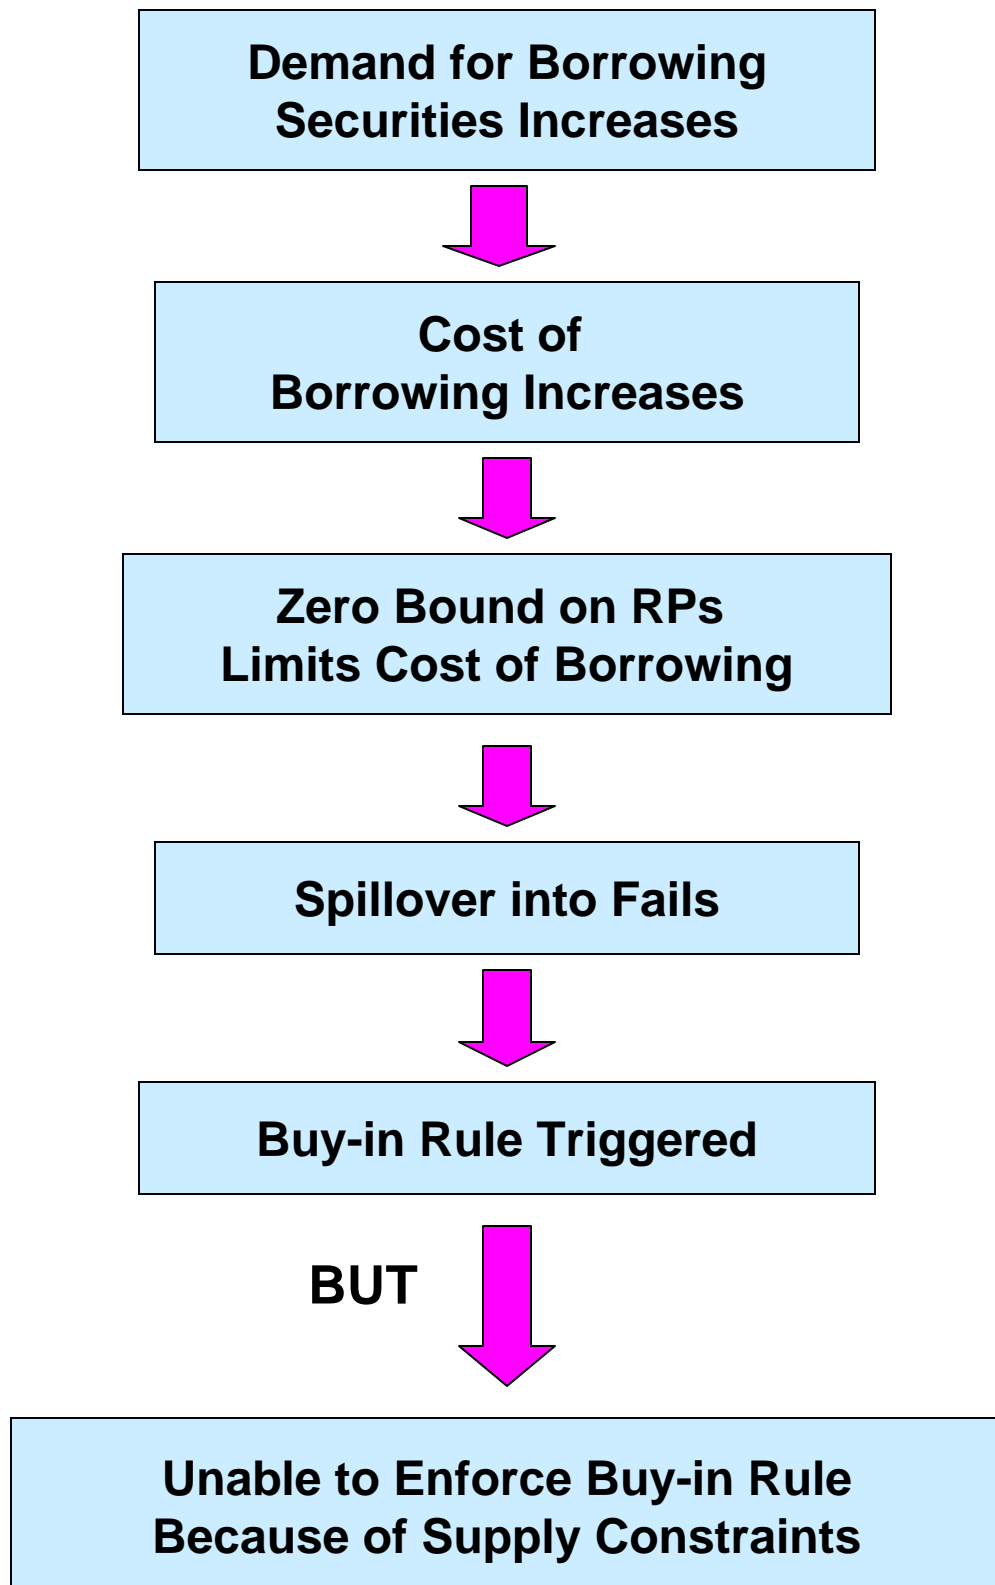 Demand for Borrowing
Securities Increases
Cost of
Borrowing Increases
Zero Bound on RPs
Limits Cost of Borrowing
Spillover into Fails
Buy-in Rule Triggered
BUT
Unable to Enforce Buy-in Rule
Because of Supply Constraints